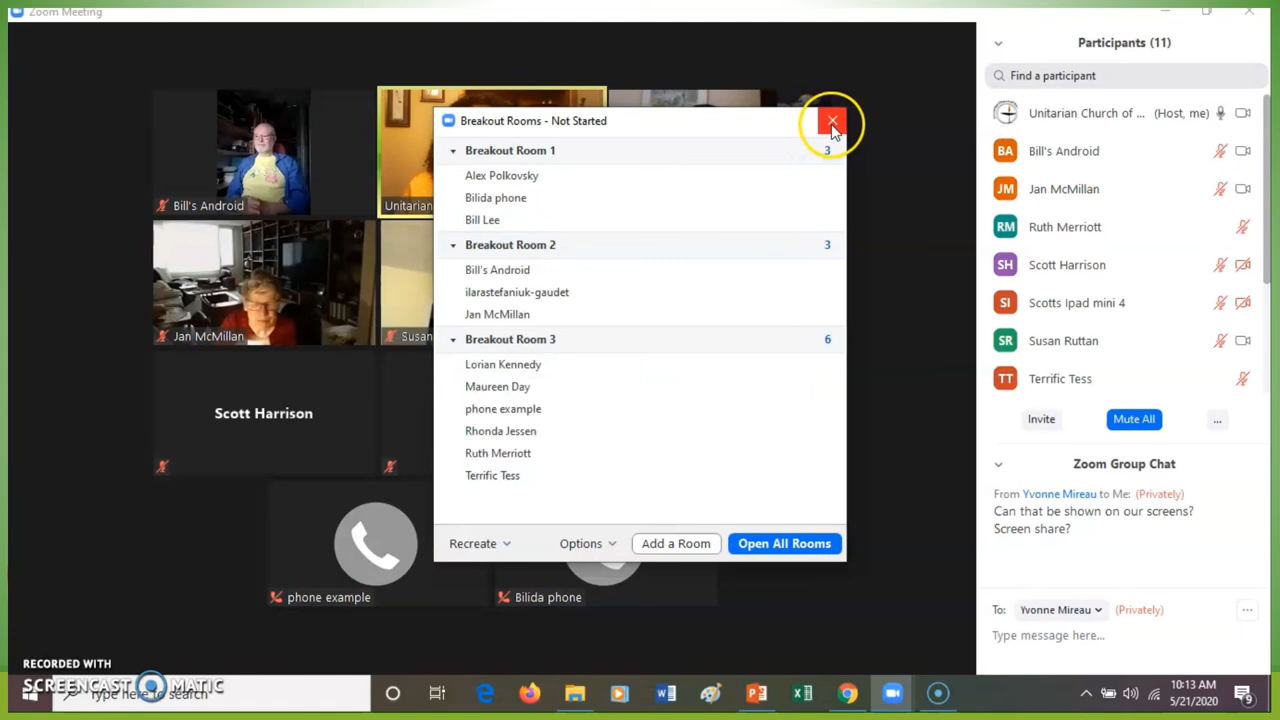 Zoom Meeting
Bill's Android
Unitarian
Jan McMillan
Susan
Scott Harrison
phone example
Bilida phone
Breakout Rooms - Not Started
Breakout Room 1 3
Alex Polkovsky
Bilida phone
Bill Lee
Breakout Room 2 3
Bill's Android
ilarastefaniuk-gaudet
Jan McMillan
Breakout Room 3 6
Lorian Kennedy
Maureen Day
phone example
Rhonda Jessen
Ruth Merriott
Terrific Tess
Recreate Options Add a Room Open All Rooms
Participants (11)
Find a participant
Unitarian Church of ... (Host, me)
BA Bill's Android
JM Jan McMillan
RM Ruth Merriott
SH Scott Harrison
SI Scotts Ipad mini 4
SR Susan Ruttan
TT Terrific Tess
Invite Mute All ...
Zoom Group Chat
From Yvonne Mireau to Me: (Privately)
Can that be shown on our screens?
Screen share?
To: Yvonne Mireau (Privately) ...
Type message here...
RECORDED WITH
SCREENCAST MATIC
Type here to search
10:13 AM
5/21/2020
9